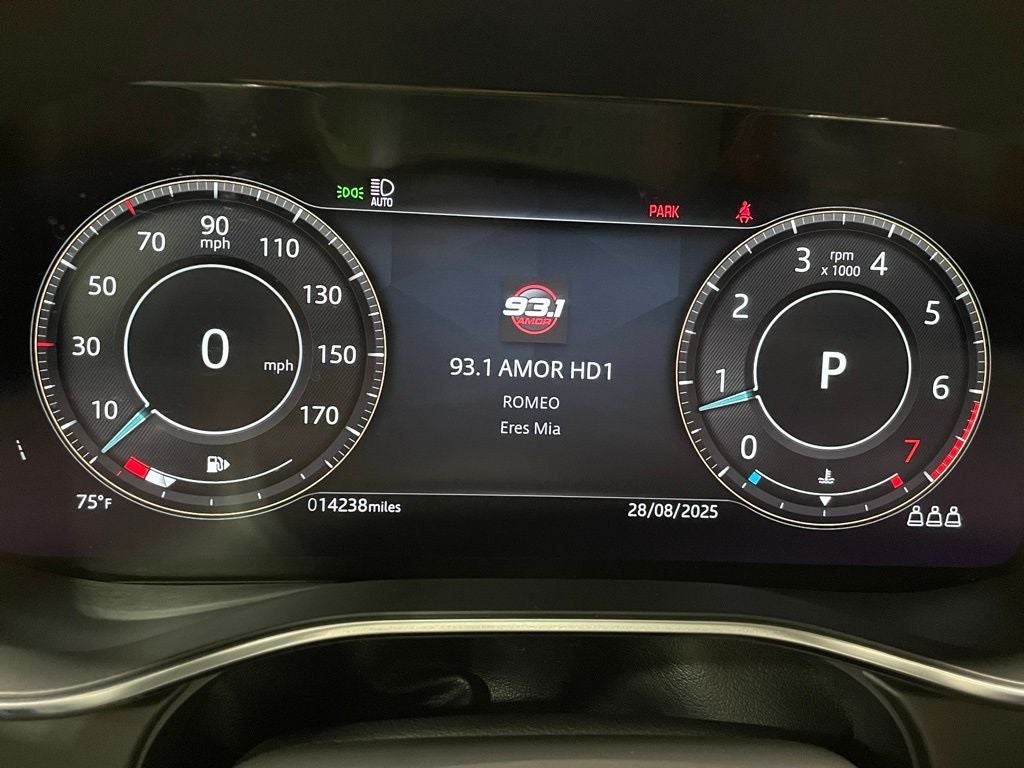 AUTO
PARK
10
30
50
70
90
mph
110
130
150
170
0
mph
93.1
AMOR
93.1 AMOR HD1
ROMEO
Eres Mia
0
1
2
3
rpm
x 1000
4
5
6
7
P
75°F
014238miles
28/08/2025